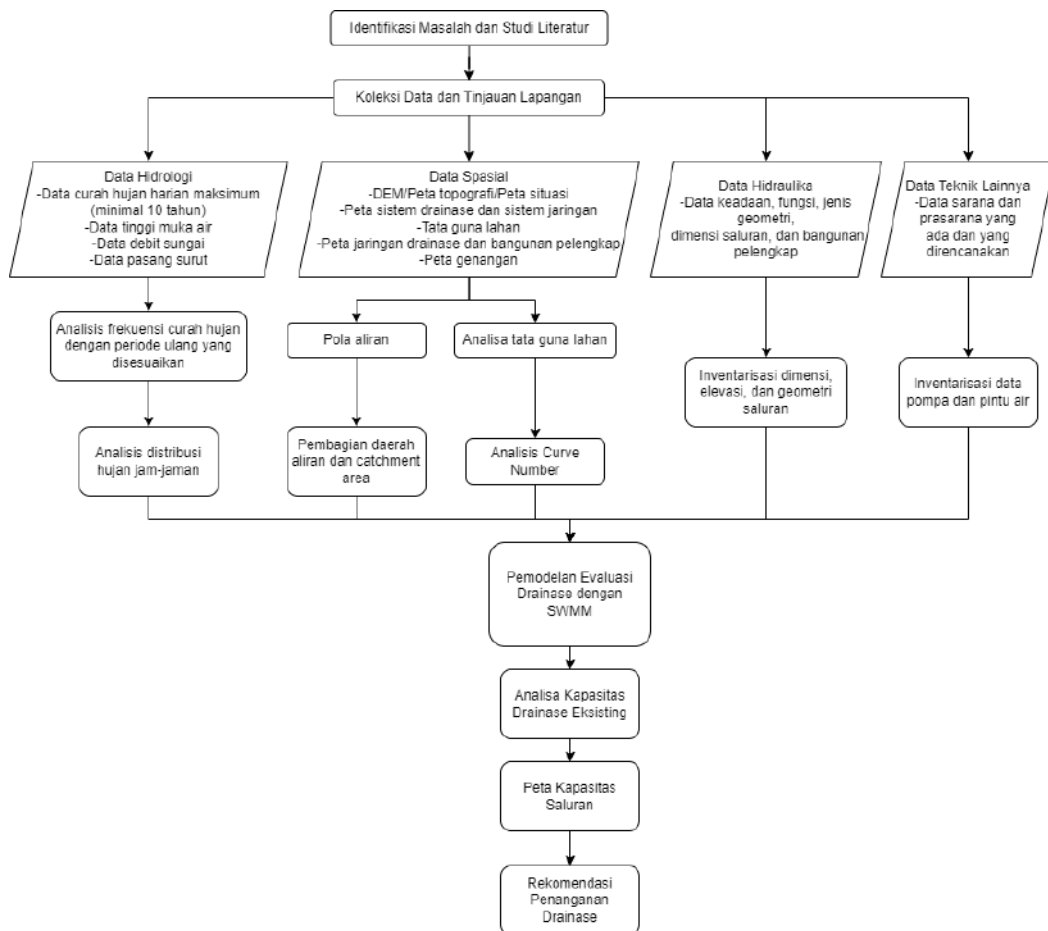 Identifikasi Masalah dan Studi Literatur
Koleksi Data dan Tinjauan Lapangan
Data Hidrologi
-Data curah hujan harian maksimum
(minimal 10 tahun)
-Data tinggi muka air
-Data debit sungai
-Data pasang surut
Data Spasial
-DEM/Peta topografi/Peta situasi
-Peta sistem drainase dan sistem jaringan
-Tata guna lahan
-Peta jaringan drainase dan bangunan pelengkap
-Peta genangan
Data Hidraulika
-Data keadaan, fungsi, jenis
geometri,
dimensi saluran, dan bangunan
pelengkap
Data Teknik Lainnya
-Data sarana dan
prasarana yang
ada dan yang
direncanakan
Analisis frekuensi curah hujan
dengan periode ulang yang
disesuaikan
Pola aliran
Analisa tata guna lahan
Inventarisasi dimensi,
elevasi, dan geometri
saluran
Inventarisasi data
pompa dan pintu air
Analisis distribusi
hujan jam-jaman
Pembagian daerah
aliran dan catchment
area
Analisis Curve
Number
Pemodelan Evaluasi
Drainase dengan
SWMM
Analisa Kapasitas
Drainase Eksisting
Peta Kapasitas
Saluran
Rekomendasi
Penanganan
Drainase